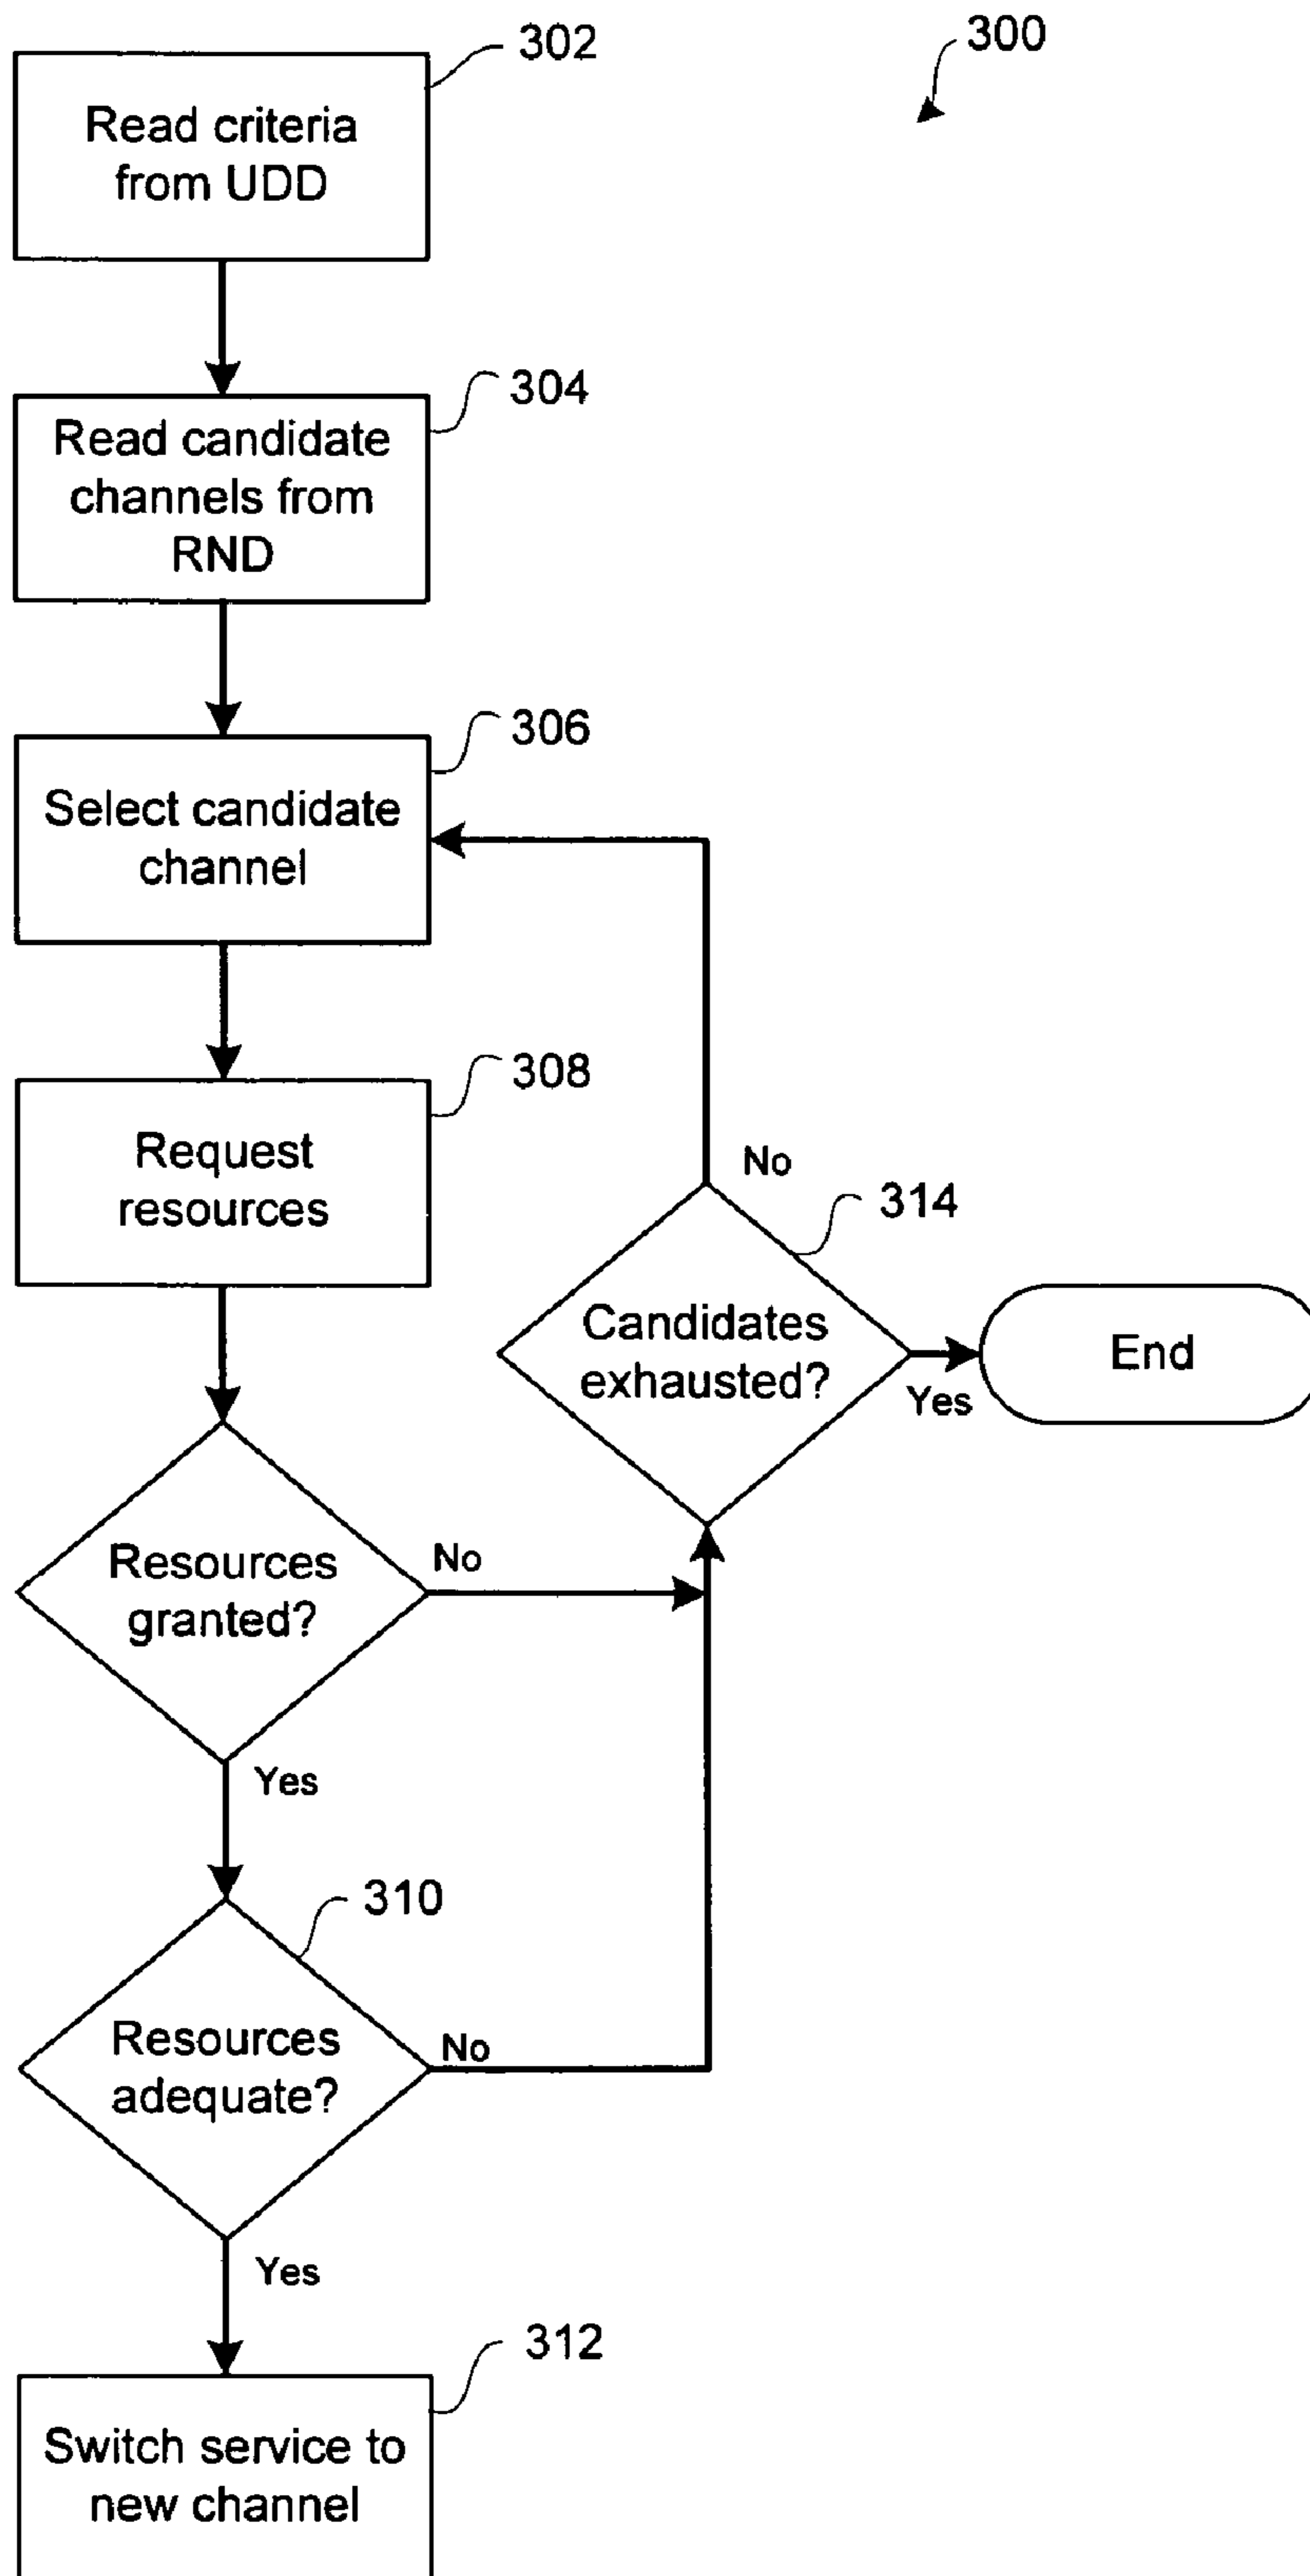 302
300
Read criteria
from UDD
304
Read candidate
channels from
RND
306
Select candidate
channel
308
Request
resources
No
314
Candidates
exhausted?
Yes
End
Resources
granted?
No
Yes
310
Resources
adequate?
No
Yes
312
Switch service to
new channel